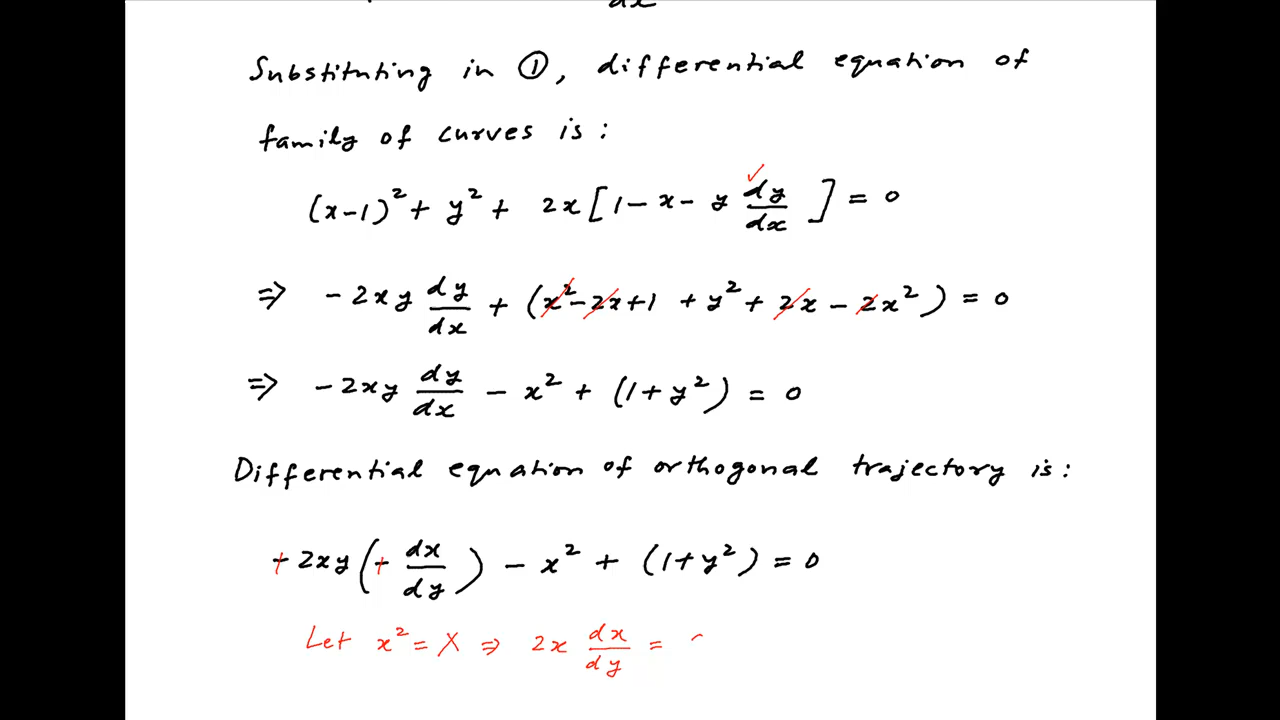 dx
Substituting in ①, differential equation of
family of curves is :
(x-1)² + y² + 2x [1 - x - y dy/dx] = 0
⇒ - 2xy dy/dx + (x² - 2x + 1 + y² + 2x - 2x²) = 0
⇒ - 2xy dy/dx - x² + (1 + y²) = 0
Differential equation of orthogonal trajectory is :
+ 2xy (+ dx/dy) - x² + (1 + y²) = 0
Let x² = X ⇒ 2x dx/dy =